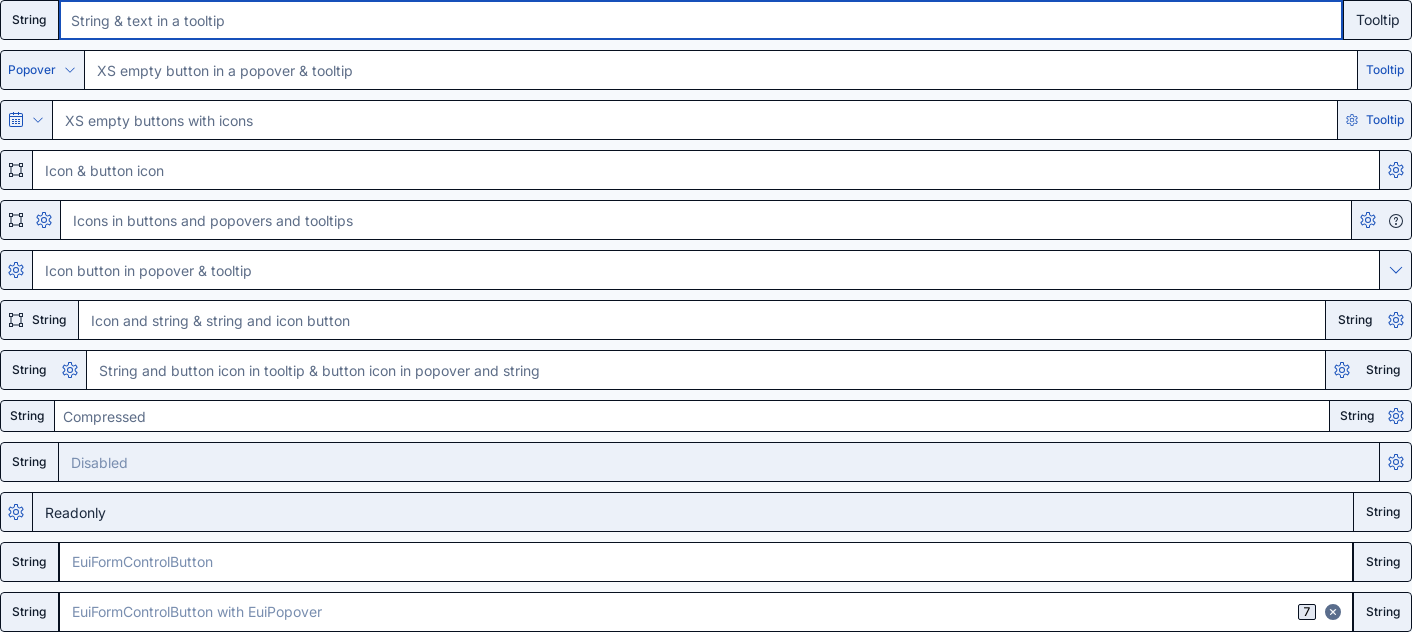 String String & text in a tooltip Tooltip
Popover XS empty button in a popover & tooltip Tooltip
XS empty buttons with icons Tooltip
Icon & button icon
Icons in buttons and popovers and tooltips
Icon button in popover & tooltip
String Icon and string & string and icon button String
String String and button icon in tooltip & button icon in popover and string String
String Compressed String
String Disabled
Readonly String
String EuiFormControlButton String
String EuiFormControlButton with EuiPopover 7 String